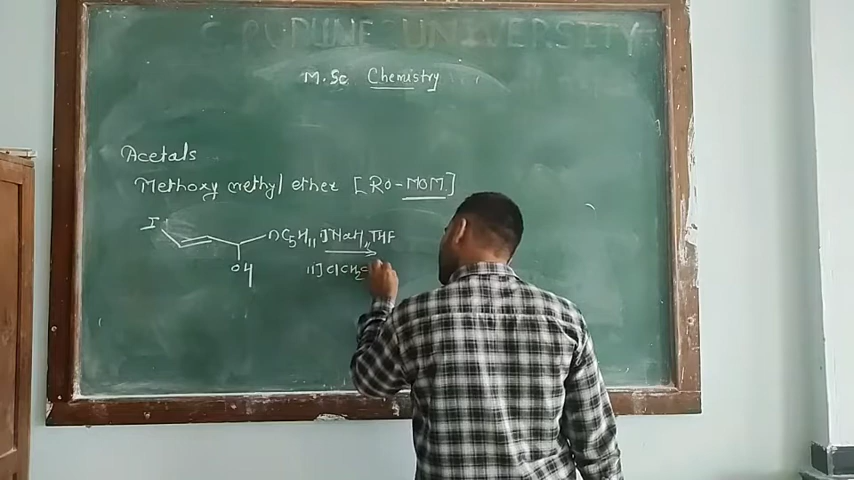 S.P. PUNE UNIVERSITY
M.Sc Chemistry
Acetals
Methoxy methyl ether [RO-MOM]
I nC5H11 i] NaH, THF
OH ii] ClCH2